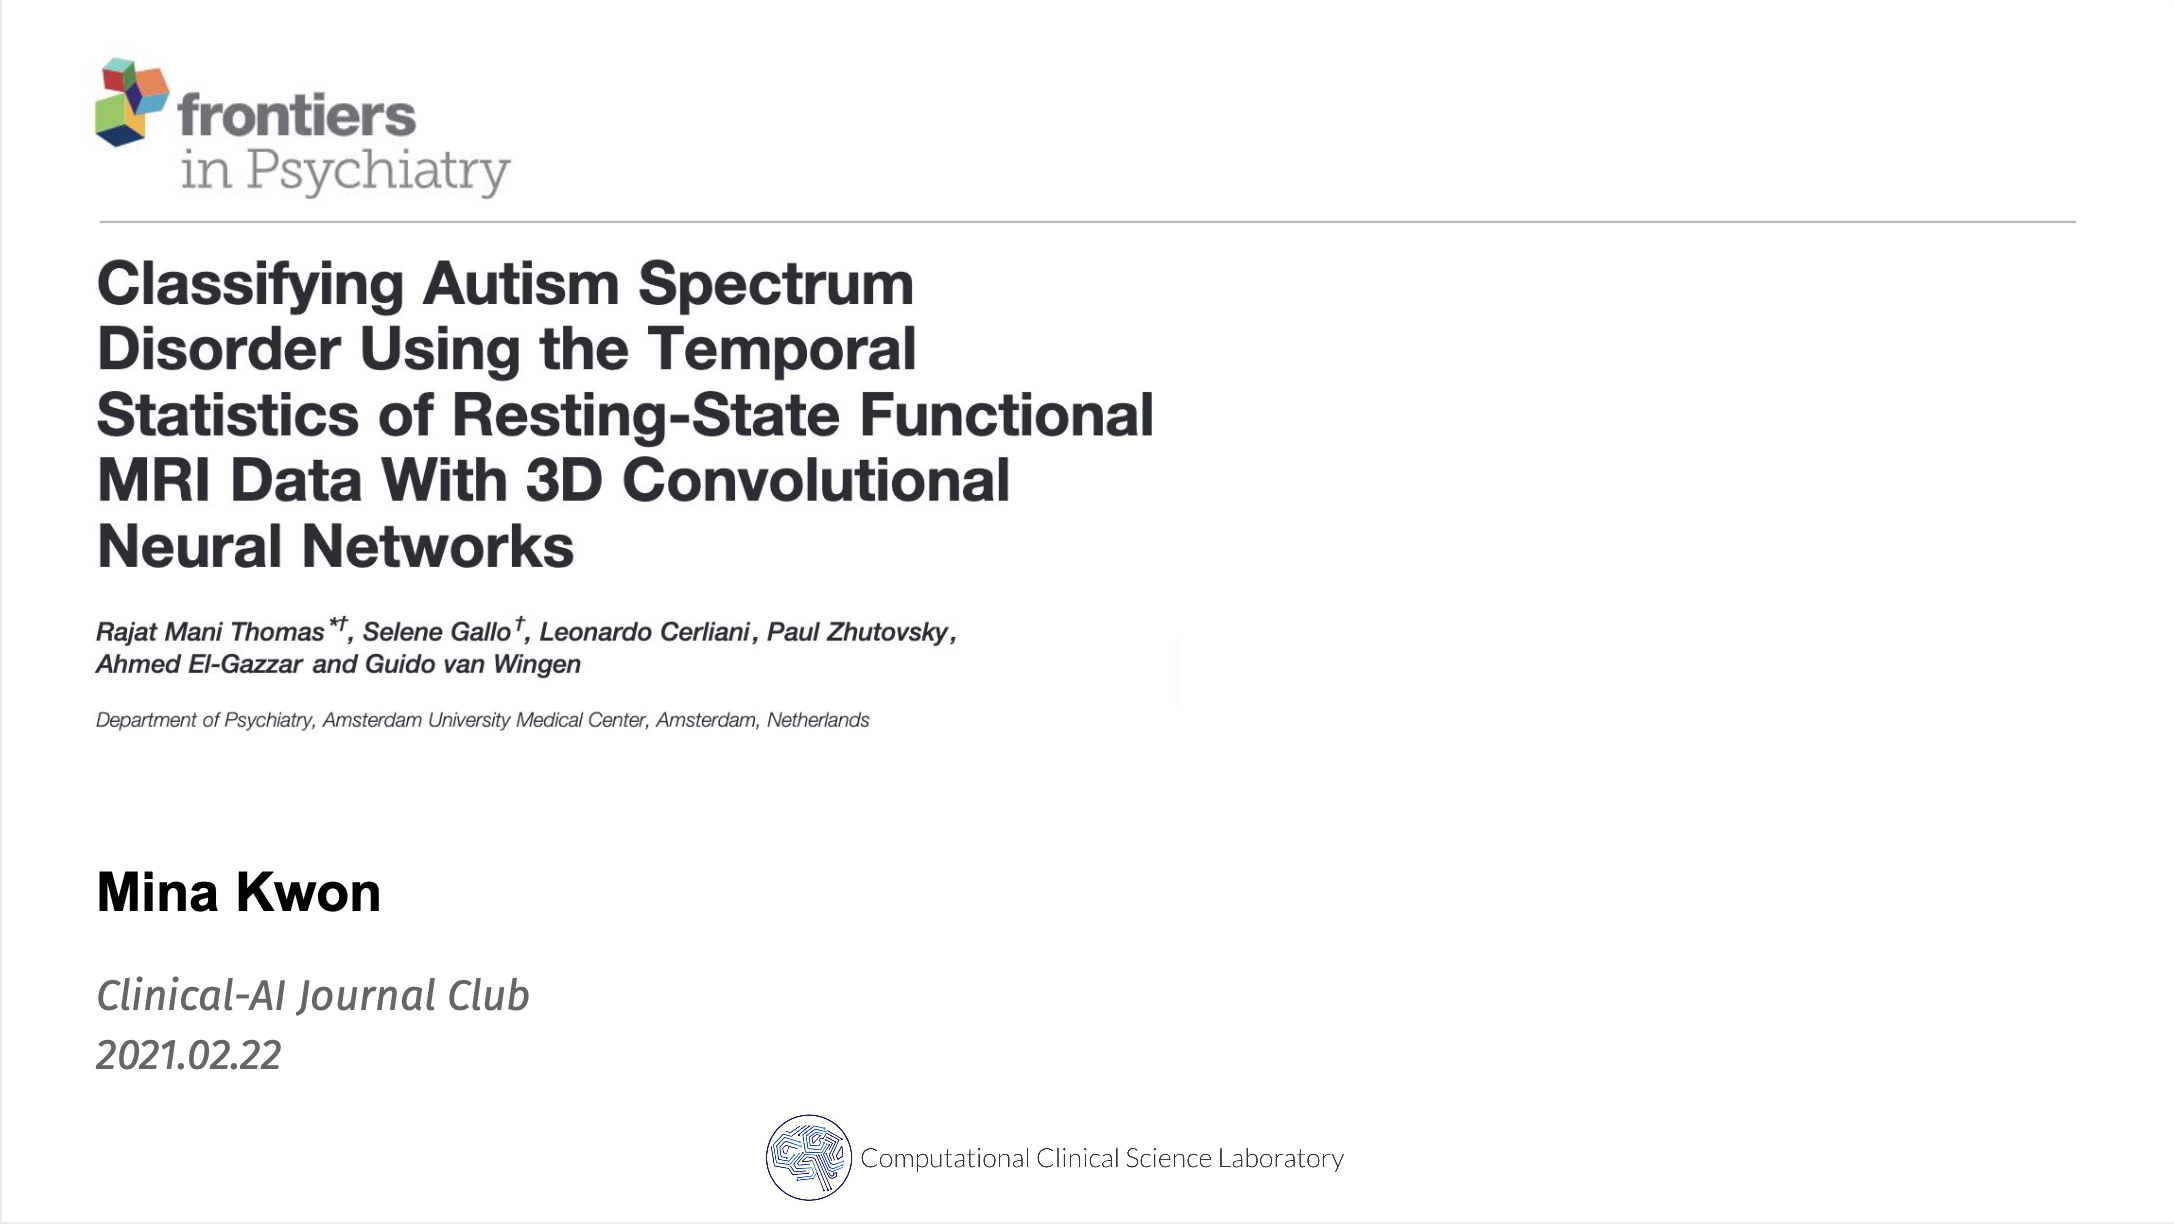 frontiers
in Psychiatry
Classifying Autism Spectrum
Disorder Using the Temporal
Statistics of Resting-State Functional
MRI Data With 3D Convolutional
Neural Networks
Rajat Mani Thomas*†, Selene Gallo†, Leonardo Cerliani, Paul Zhutovsky,
Ahmed El-Gazzar and Guido van Wingen
Department of Psychiatry, Amsterdam University Medical Center, Amsterdam, Netherlands
Mina Kwon
Clinical-AI Journal Club
2021.02.22
Computational Clinical Science Laboratory